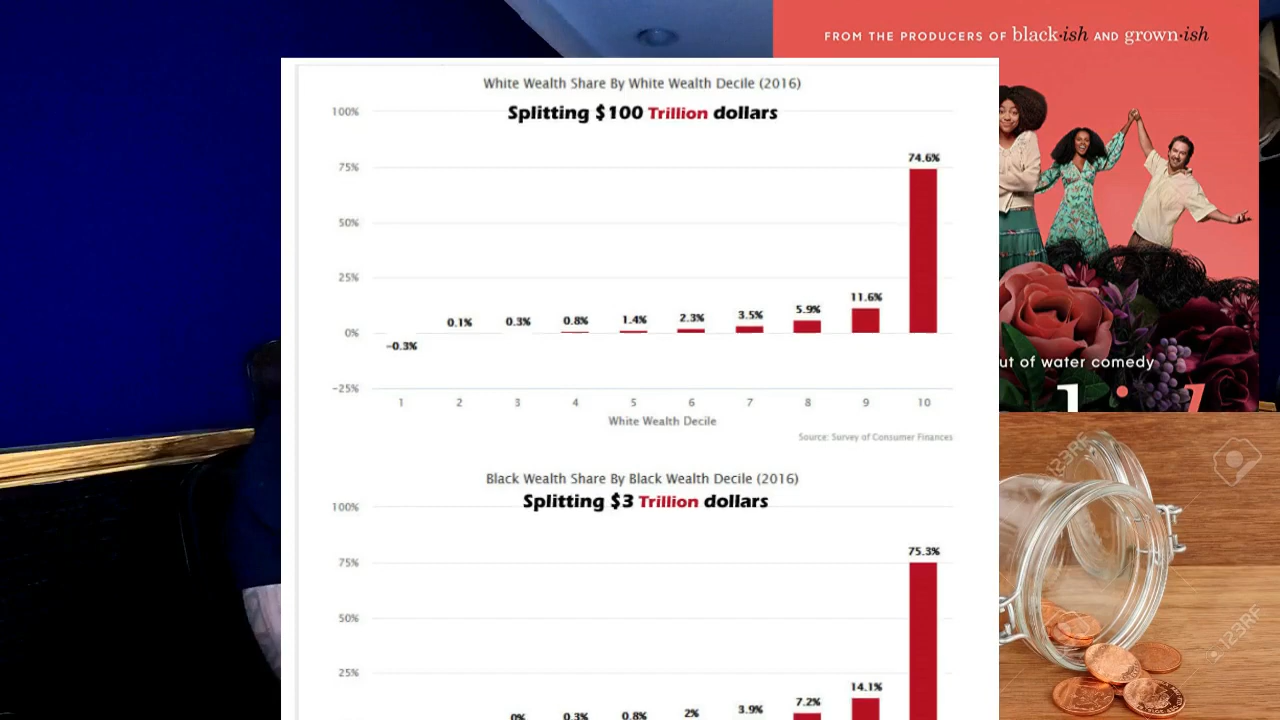 FROM THE PRODUCERS OF black·ish AND grown·ish
White Wealth Share By White Wealth Decile (2016)
Splitting $100 Trillion dollars
100%
75%
50%
25%
0%
-25%
-0.3%
0.1%
0.3%
0.8%
1.4%
2.3%
3.5%
5.9%
11.6%
74.6%
1 2 3 4 5 6 7 8 9 10
White Wealth Decile
Source: Survey of Consumer Finances
Black Wealth Share By Black Wealth Decile (2016)
Splitting $3 Trillion dollars
100%
75%
50%
25%
0%
0.3%
0.8%
2%
3.9%
7.2%
14.1%
75.3%
of water comedy
123RF
123RF